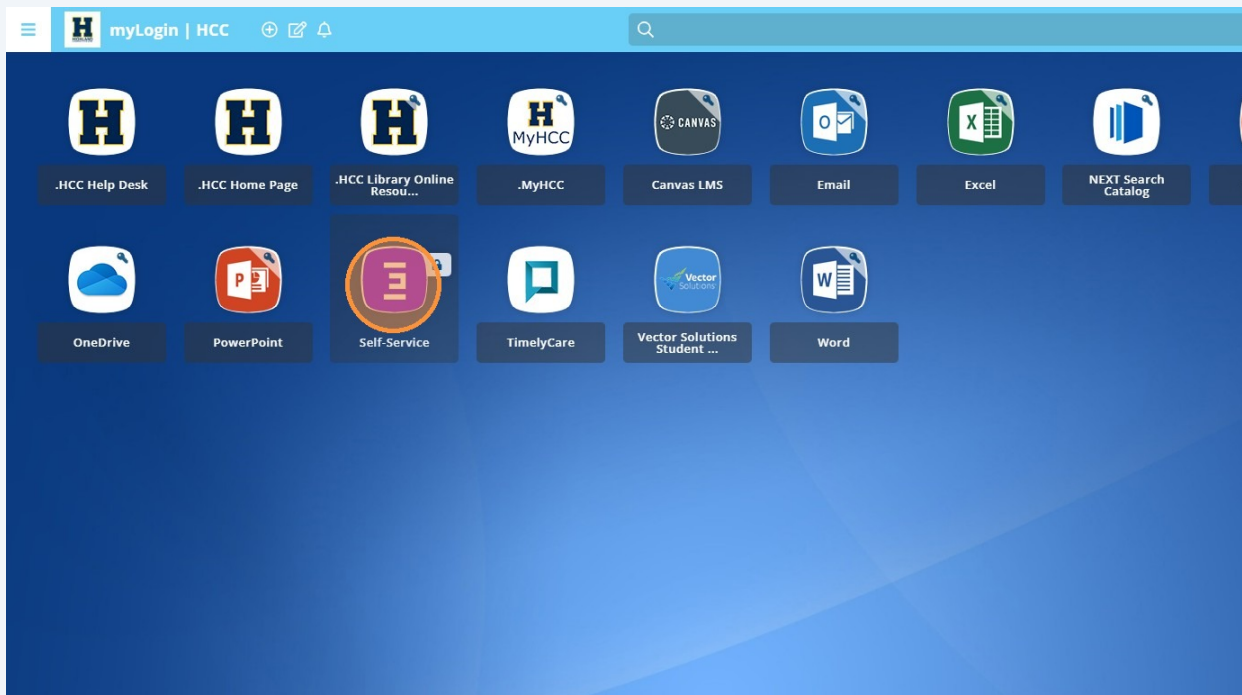 H
HIGHLAND
myLogin | HCC
H
H
H
H
MyHCC
CANVAS
O
X
.HCC Help Desk
.HCC Home Page
.HCC Library Online
Resou...
.MyHCC
Canvas LMS
Email
Excel
NEXT Search
Catalog
P
Vector
Solutions
W
OneDrive
PowerPoint
Self-Service
TimelyCare
Vector Solutions
Student ...
Word